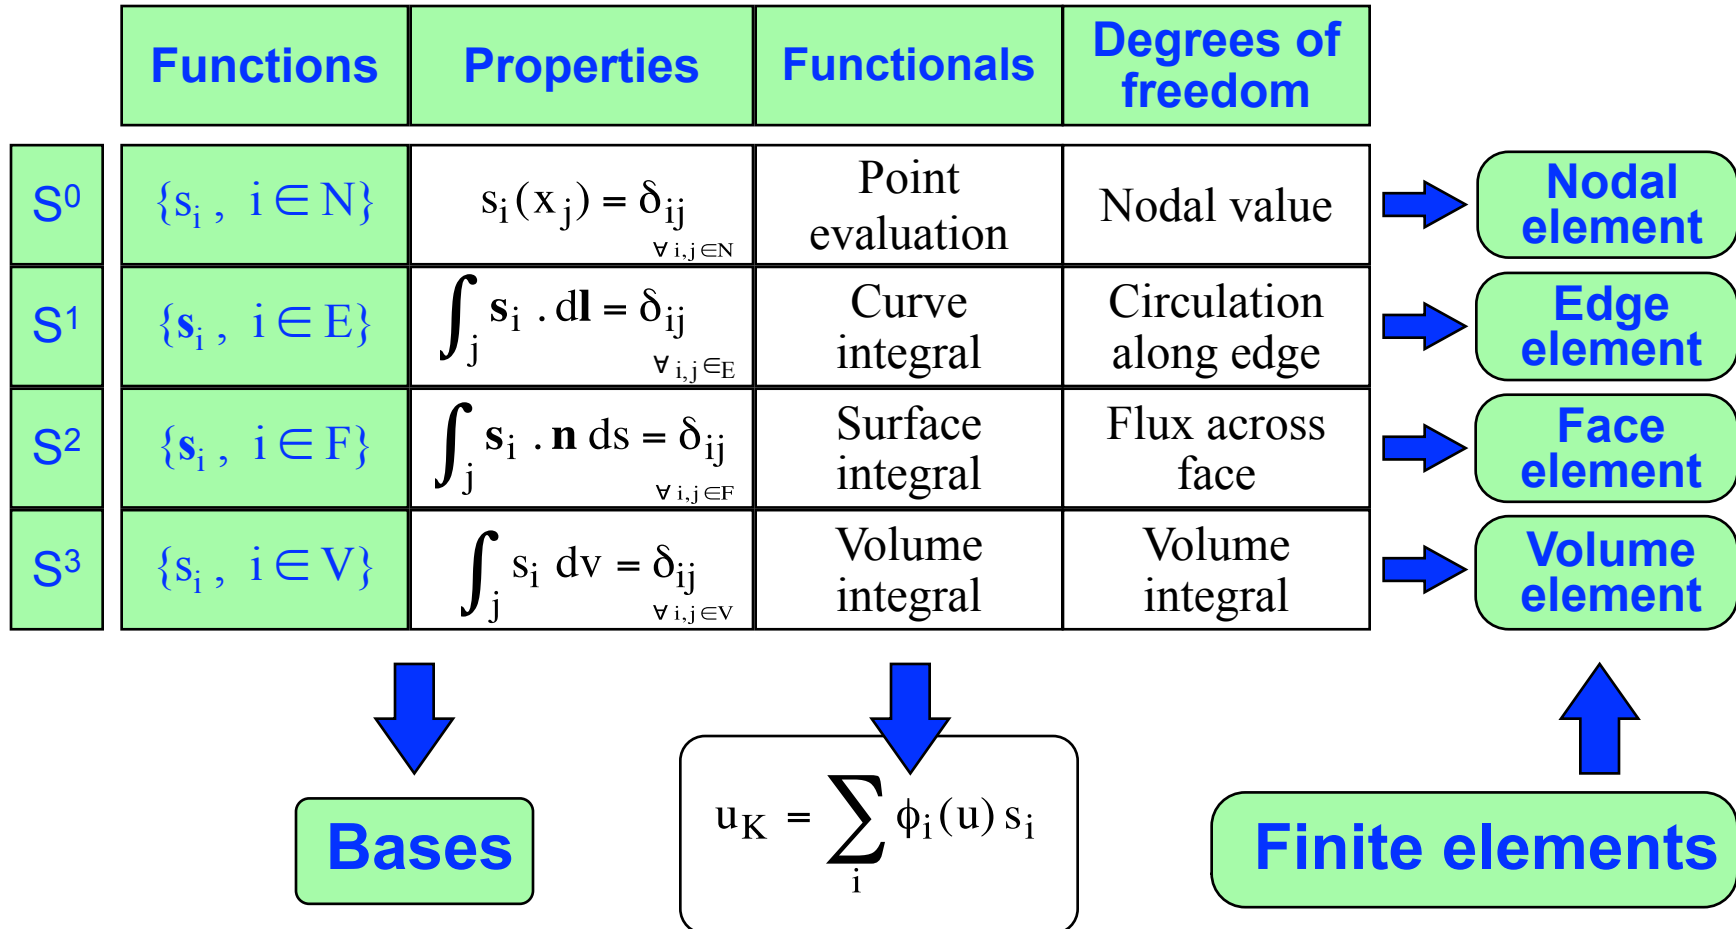 Functions
Properties
Functionals
Degrees of
freedom
S⁰
{sᵢ , i ∈ N}
sᵢ(xⱼ) = δᵢⱼ
∀ i,j ∈N
Point
evaluation
Nodal value
Nodal
element
S¹
{𝐬ᵢ , i ∈ E}
∫ⱼ 𝐬ᵢ . d𝐥 = δᵢⱼ
∀ i,j ∈E
Curve
integral
Circulation
along edge
Edge
element
S²
{𝐬ᵢ , i ∈ F}
∫ⱼ 𝐬ᵢ . 𝐧 ds = δᵢⱼ
∀ i,j ∈F
Surface
integral
Flux across
face
Face
element
S³
{sᵢ , i ∈ V}
∫ⱼ sᵢ dv = δᵢⱼ
∀ i,j ∈V
Volume
integral
Volume
integral
Volume
element
Bases
u_K = ∑ᵢ ϕᵢ(u) sᵢ
Finite elements